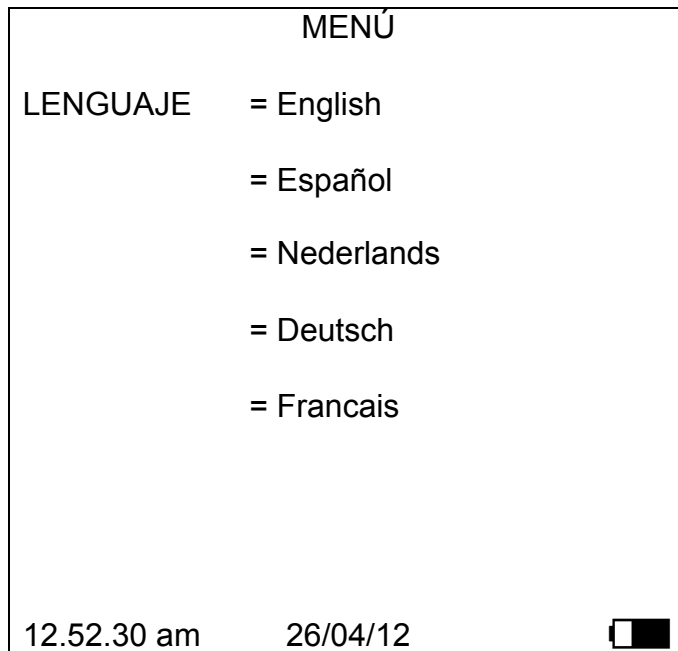 MENÚ
LENGUAJE = English
= Español
= Nederlands
= Deutsch
= Francais
12.52.30 am 26/04/12